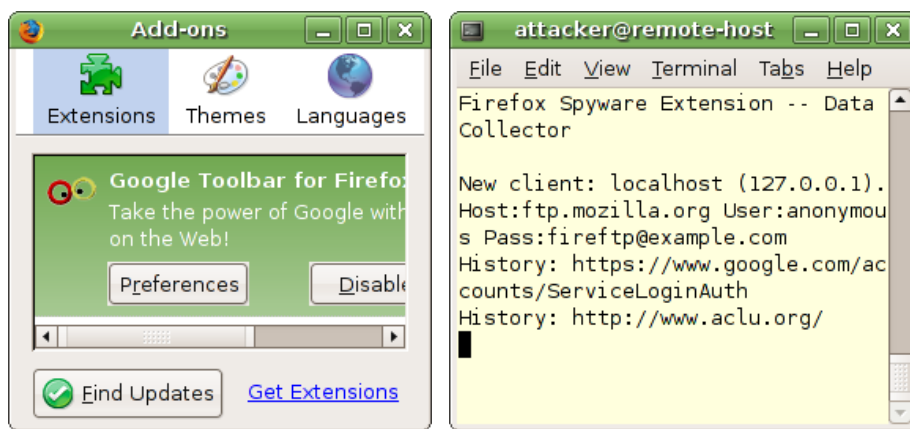 Add-ons
Extensions Themes Languages
Google Toolbar for Firefo
Take the power of Google with
on the Web!
Preferences Disable
Find Updates Get Extensions
attacker@remote-host
File Edit View Terminal Tabs Help
Firefox Spyware Extension -- Data
Collector
New client: localhost (127.0.0.1).
Host:ftp.mozilla.org User:anonymou
s Pass:fireftp@example.com
History: https://www.google.com/ac
counts/ServiceLoginAuth
History: http://www.aclu.org/